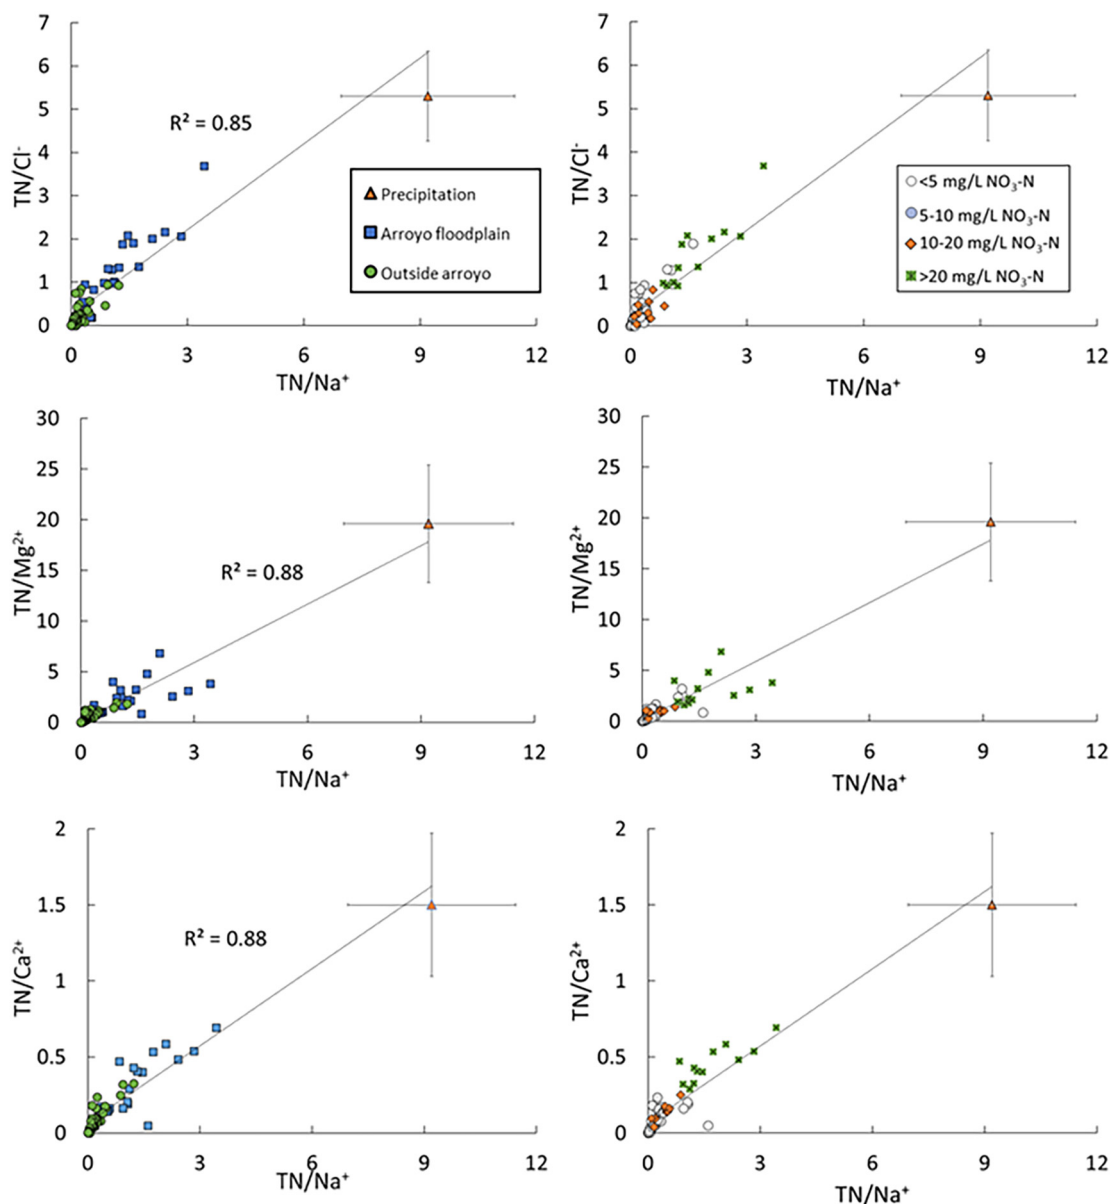 7
6
5
4
3
2
1
0
TN/Cl⁻
R² = 0.85
Precipitation
Arroyo floodplain
Outside arroyo
0 3 6 9 12
TN/Na⁺
7
6
5
4
3
2
1
0
TN/Cl⁻
<5 mg/L NO₃-N
5-10 mg/L NO₃-N
10-20 mg/L NO₃-N
>20 mg/L NO₃-N
0 3 6 9 12
TN/Na⁺
30
25
20
15
10
5
0
TN/Mg²⁺
R² = 0.88
0 3 6 9 12
TN/Na⁺
30
25
20
15
10
5
0
TN/Mg²⁺
0 3 6 9 12
TN/Na⁺
2
1.5
1
0.5
0
TN/Ca²⁺
R² = 0.88
0 3 6 9 12
TN/Na⁺
2
1.5
1
0.5
0
TN/Ca²⁺
0 3 6 9 12
TN/Na⁺